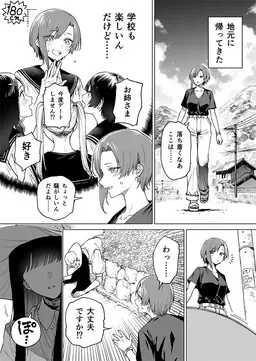 地元に
帰ってきた
落ち着くなあ
ここは……
180
cm
学校も
楽しいん
だけど……
お姉さま
今度デート
しません!?
好き
ちょっと
騒がしいん
だよね
わっ……
大丈夫
ですか!?
ぽ…